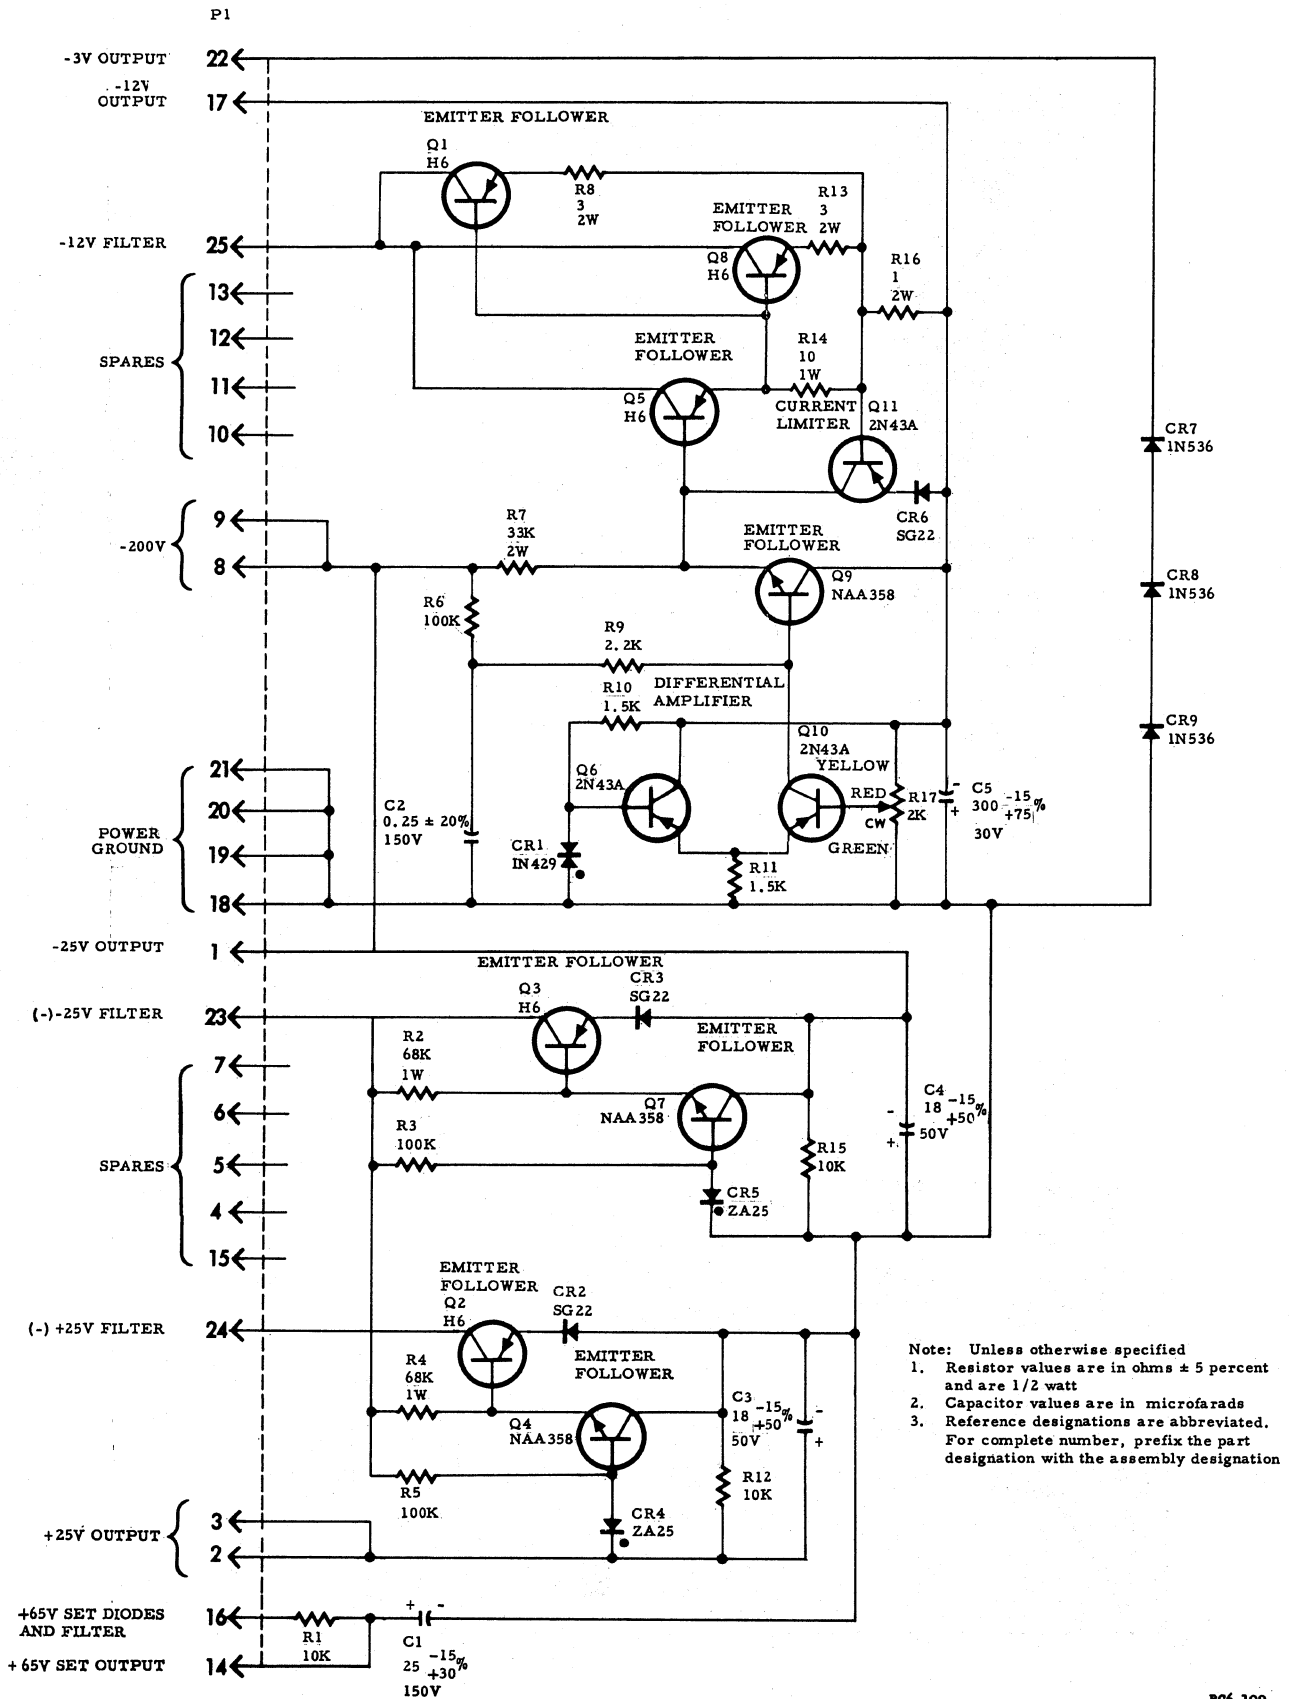 P1
-3V OUTPUT 22
-12V
OUTPUT 17
EMITTER FOLLOWER
Q1
H6
R8
3
2W
EMITTER
FOLLOWER
R13
3
2W
-12V FILTER 25
Q8
H6
R16
1
2W
13
12
SPARES
11
10
EMITTER
FOLLOWER
R14
10
1W
Q5
H6
CURRENT
LIMITER
Q11
2N43A
CR7
1N536
CR6
SG22
9
-200V
8
R7
33K
2W
EMITTER
FOLLOWER
Q9
NAA358
CR8
1N536
R6
100K
R9
2.2K
DIFFERENTIAL
AMPLIFIER
R10
1.5K
Q10
2N43A
YELLOW
CR9
1N536
Q6
2N43A
RED
CW
R17
2K
GREEN
-
+
C5
300 -15 %
+75
30V
21
20
POWER
GROUND
19
18
C2
0.25 ± 20%
150V
CR1
IN429
R11
1.5K
-25V OUTPUT 1
EMITTER FOLLOWER
Q3
H6
CR3
SG22
(-)-25V FILTER 23
EMITTER
FOLLOWER
R2
68K
1W
7
6
SPARES
5
4
15
Q7
NAA358
R3
100K
CR5
ZA25
R15
10K
-
+
C4
18 -15 %
+50
50V
EMITTER
FOLLOWER
Q2
H6
CR2
SG22
(-) +25V FILTER 24
EMITTER
FOLLOWER
R4
68K
1W
Q4
NAA358
C3
18 -15 %
+50
50V
-
+
R5
100K
R12
10K
CR4
ZA25
3
+25V OUTPUT
2
+65V SET DIODES
AND FILTER 16
R1
10K
+ -
C1
25 -15 %
+30
150V
+65V SET OUTPUT 14
Note: Unless otherwise specified
1. Resistor values are in ohms ± 5 percent
and are 1/2 watt
2. Capacitor values are in microfarads
3. Reference designations are abbreviated.
For complete number, prefix the part
designation with the assembly designation